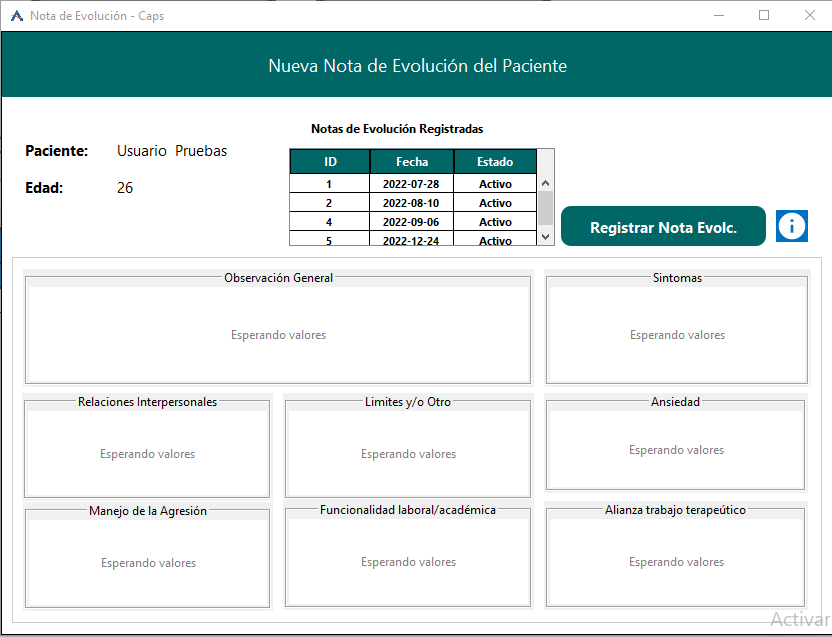 Nota de Evolución - Caps
Nueva Nota de Evolución del Paciente
Notas de Evolución Registradas
Paciente: Usuario Pruebas
Edad: 26
ID Fecha Estado
1 2022-07-28 Activo
2 2022-08-10 Activo
4 2022-09-06 Activo
5 2022-12-24 Activo
Registrar Nota Evolc.
i
Observación General
Esperando valores
Sintomas
Esperando valores
Relaciones Interpersonales
Esperando valores
Limites y/o Otro
Esperando valores
Ansiedad
Esperando valores
Manejo de la Agresión
Esperando valores
Funcionalidad laboral/académica
Esperando valores
Alianza trabajo terapeútico
Esperando valores
Activar